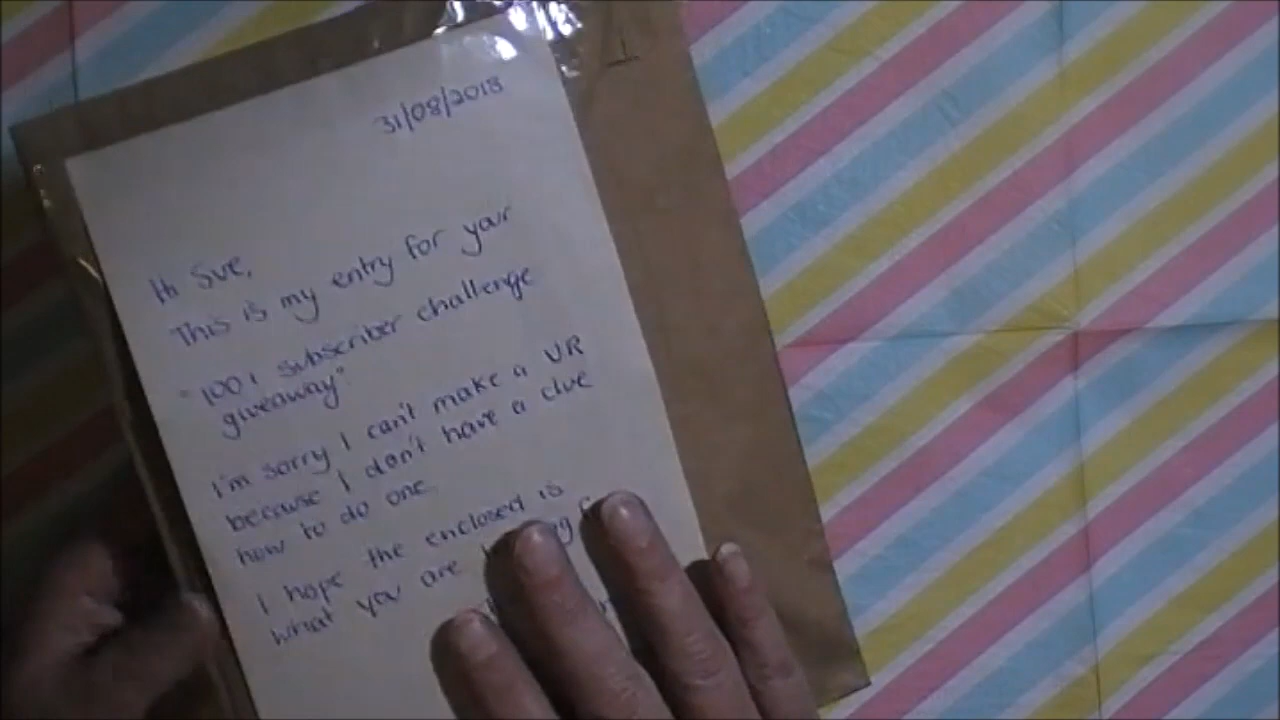 31/08/2018
Hi Sue,
This is my entry for your
"100+ subscriber challenge
giveaway".
I'm sorry I can't make a VR
because I don't have a clue
how to do one.
I hope the enclosed is
what you are